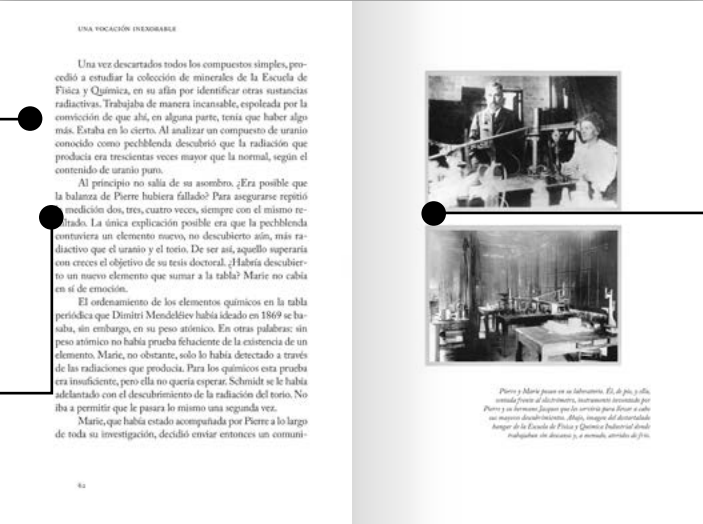 UNA VOCACIÓN INEXORABLE
Una vez descartados todos los compuestos simples, pro-
cedió a estudiar la colección de minerales de la Escuela de
Física y Química, en su afán por identificar otras sustancias
radiactivas. Trabajaba de manera incansable, espoleada por la
convicción de que ahí, en alguna parte, tenía que haber algo
más. Estaba en lo cierto. Al analizar un compuesto de uranio
conocido como pechblenda descubrió que la radiación que
producía era trescientas veces mayor que la normal, según el
contenido de uranio puro.
Al principio no salía de su asombro. ¿Era posible que
la balanza de Pierre hubiera fallado? Para asegurarse repitió
medición dos, tres, cuatro veces, siempre con el mismo re-
ultado. La única explicación posible era que la pechblenda
contuviera un elemento nuevo, no descubierto aún, más ra-
diactivo que el uranio y el torio. De ser así, aquello superaría
con creces el objetivo de su tesis doctoral. ¿Habría descubier-
to un nuevo elemento que sumar a la tabla? Marie no cabía
en sí de emoción.
El ordenamiento de los elementos químicos en la tabla
periódica que Dimitri Mendeléiev había ideado en 1869 se ba-
saba, sin embargo, en su peso atómico. En otras palabras: sin
peso atómico no había prueba fehaciente de la existencia de un
elemento. Marie, no obstante, solo lo había detectado a través
de las radiaciones que producía. Para los químicos esta prueba
era insuficiente, pero ella no quería esperar. Schmidt se le había
adelantado con el descubrimiento de la radiación del torio. No
iba a permitir que le pasara lo mismo una segunda vez.
Marie, que había estado acompañada por Pierre a lo largo
de toda su investigación, decidió enviar entonces un comuni-
62
Pierre y Marie posan en su laboratorio. Él, de pie, y ella,
sentada frente al electrómetro, instrumento inventado por
Pierre y su hermano Jacques que les serviría para llevar a cabo
sus mayores descubrimientos. Abajo, imagen del destartalado
hangar de la Escuela de Física y Química Industrial donde
trabajaban sin descanso y, a menudo, ateridos de frío.